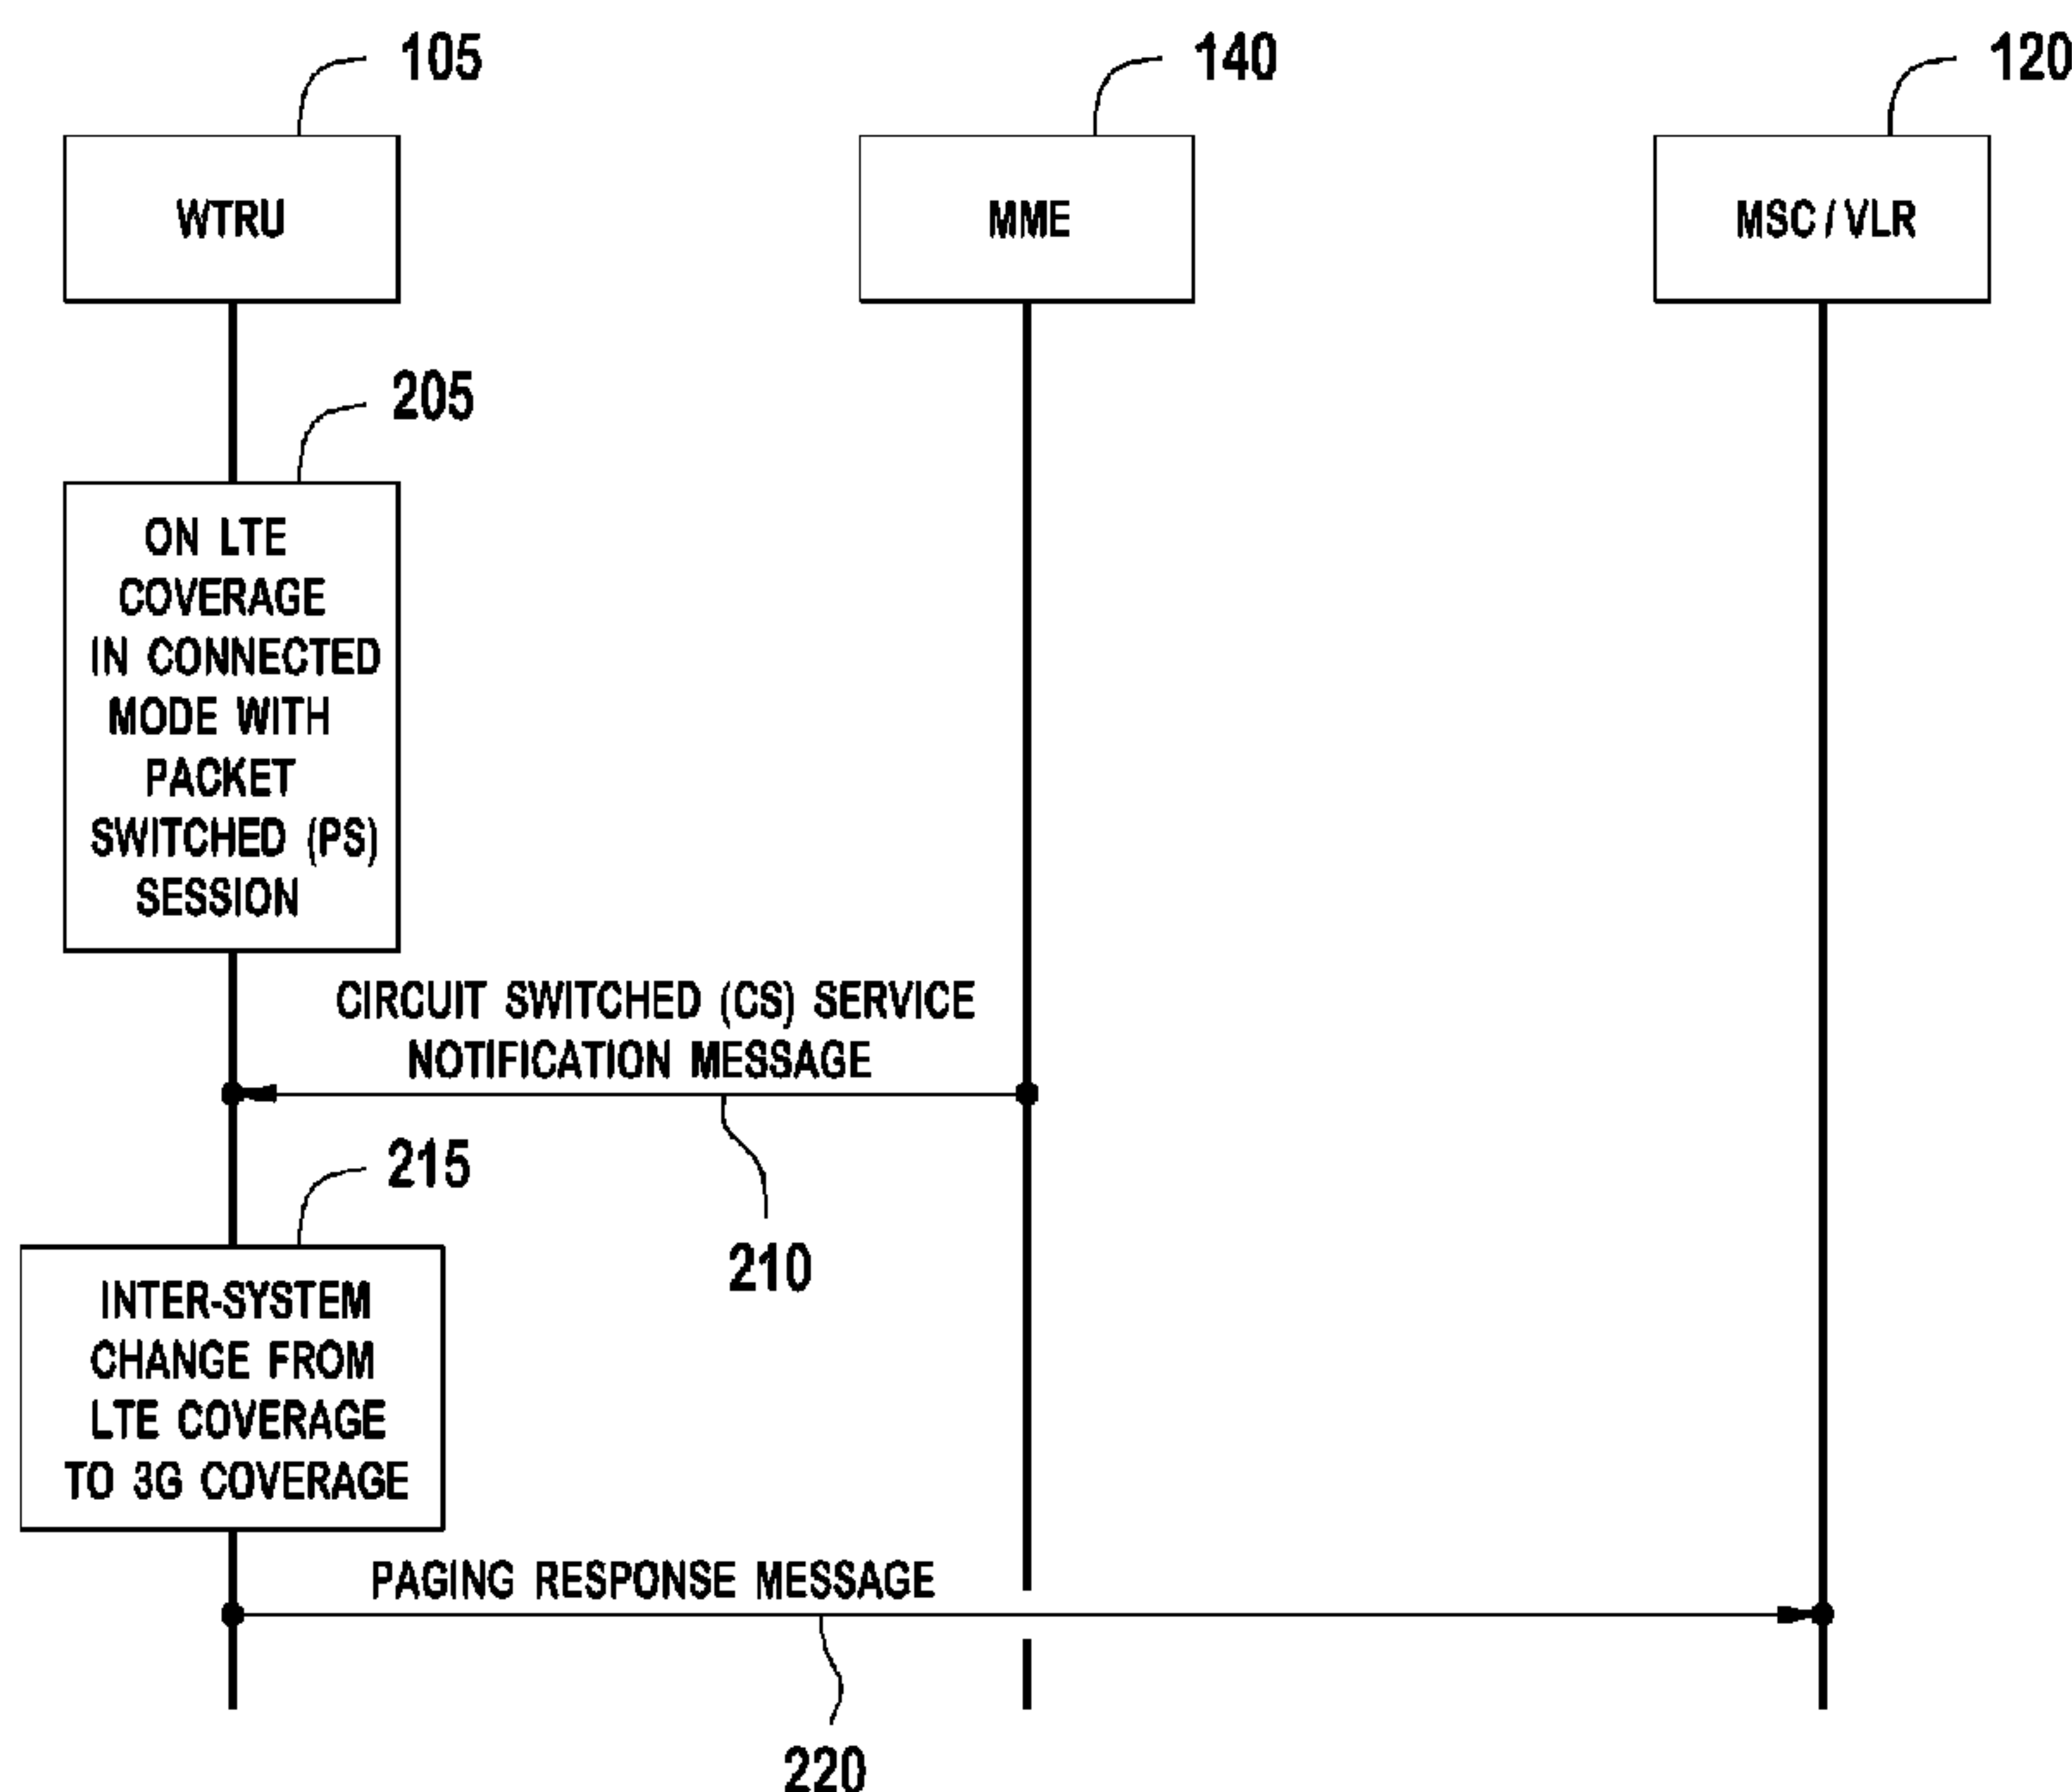 105
140
120
WTRU
MME
MSC / VLR
205
ON LTE
COVERAGE
IN CONNECTED
MODE WITH
PACKET
SWITCHED (PS)
SESSION
CIRCUIT SWITCHED (CS) SERVICE
NOTIFICATION MESSAGE
215
210
INTER-SYSTEM
CHANGE FROM
LTE COVERAGE
TO 3G COVERAGE
PAGING RESPONSE MESSAGE
220